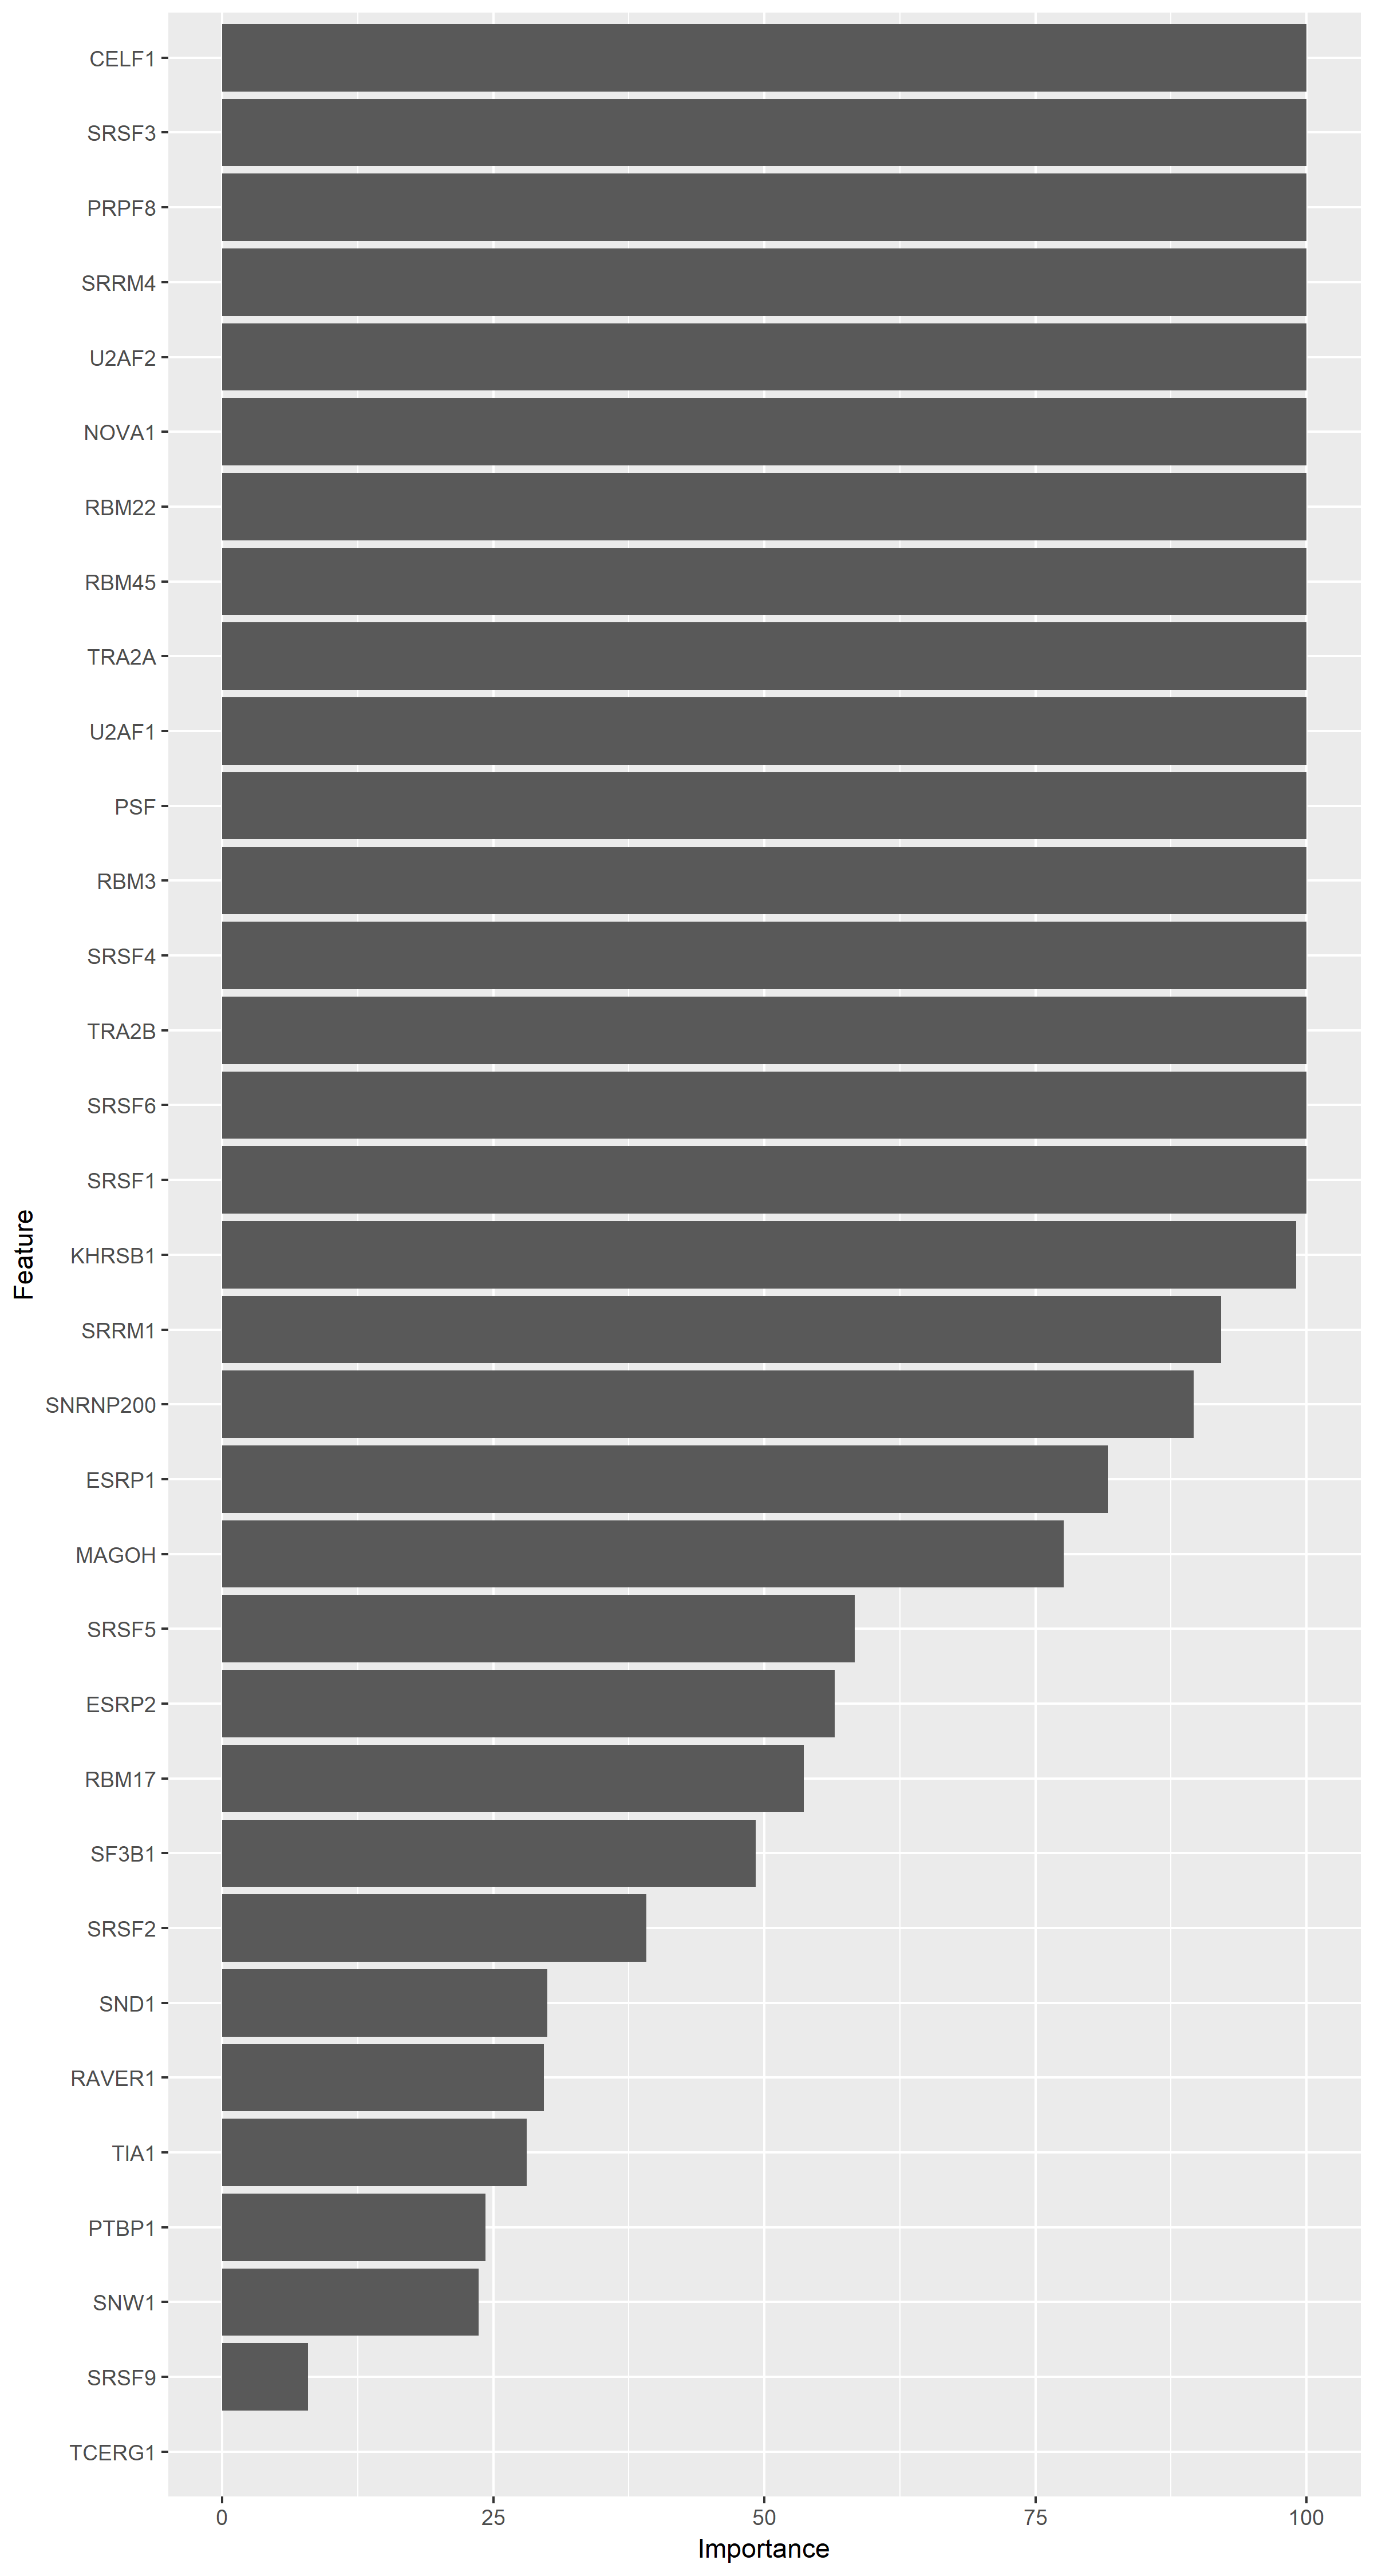 CELF1
SRSF3
PRPF8
SRRM4
U2AF2
NOVA1
RBM22
RBM45
TRA2A
U2AF1
PSF
RBM3
SRSF4
TRA2B
SRSF6
SRSF1
KHRSB1
SRRM1
SNRNP200
ESRP1
MAGOH
SRSF5
ESRP2
RBM17
SF3B1
SRSF2
SND1
RAVER1
TIA1
PTBP1
SNW1
SRSF9
TCERG1
Feature
0 25 50 75 100
Importance